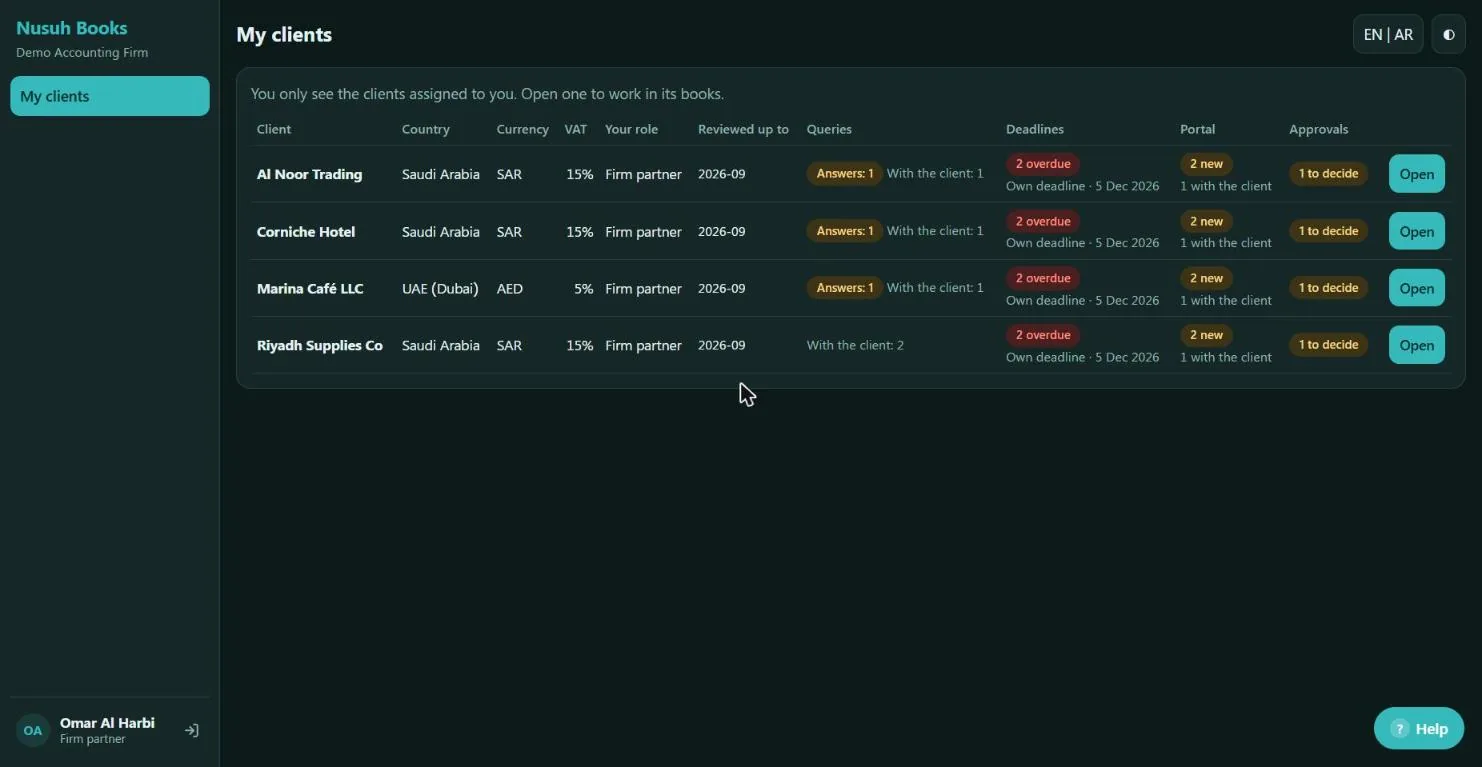 Nusuh Books
Demo Accounting Firm
My clients
My clients
EN | AR
You only see the clients assigned to you. Open one to work in its books.
Client Country Currency VAT Your role Reviewed up to Queries Deadlines Portal Approvals
Al Noor Trading Saudi Arabia SAR 15% Firm partner 2026-09 Answers: 1 With the client: 1 2 overdue Own deadline · 5 Dec 2026 2 new 1 with the client 1 to decide Open
Corniche Hotel Saudi Arabia SAR 15% Firm partner 2026-09 Answers: 1 With the client: 1 2 overdue Own deadline · 5 Dec 2026 2 new 1 with the client 1 to decide Open
Marina Café LLC UAE (Dubai) AED 5% Firm partner 2026-09 Answers: 1 With the client: 1 2 overdue Own deadline · 5 Dec 2026 2 new 1 with the client 1 to decide Open
Riyadh Supplies Co Saudi Arabia SAR 15% Firm partner 2026-09 With the client: 2 2 overdue Own deadline · 5 Dec 2026 2 new 1 with the client 1 to decide Open
OA
Omar Al Harbi
Firm partner
? Help